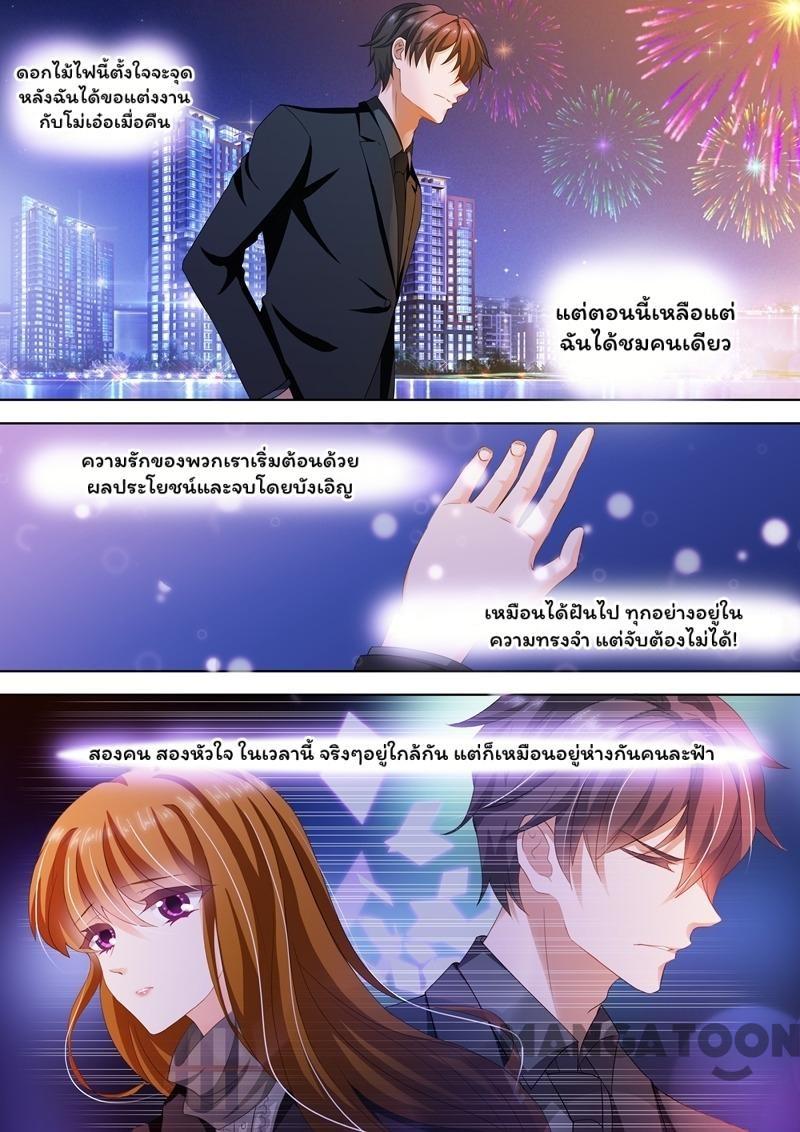 ดอกไม้ไฟนี้ตั้งใจจะจุด
หลังฉันได้ขอแต่งงาน
กับโม่เอ๋อเมื่อคืน
แต่ตอนนี้เหลือแต่
ฉันได้ชมคนเดียว
ความรักของพวกเราเริ่มต้อนด้วย
ผลประโยชน์และจบโดยบังเอิญ
เหมือนได้ฝันไป ทุกอย่างอยู่ใน
ความทรงจำ แต่จับต้องไม่ได้!
สองคน สองหัวใจ ในเวลานี้ จริงๆอยู่ใกล้กัน แต่ก็เหมือนอยู่ห่างกันคนละฟ้า
MANGATOON